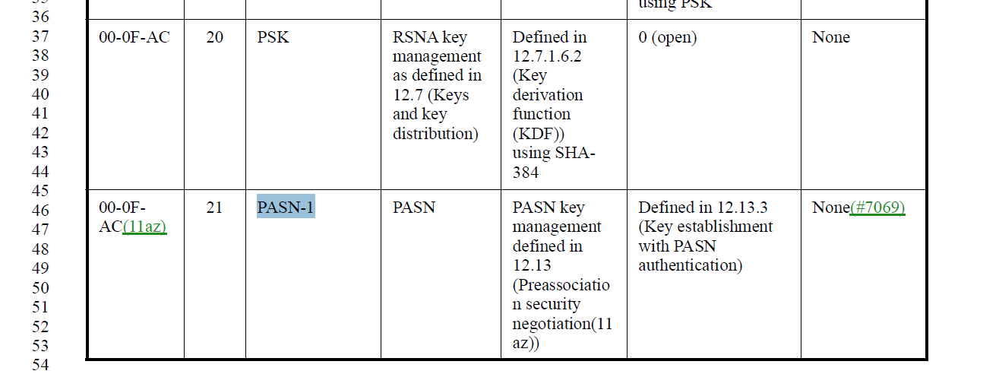 35
using PSK
36
37
38
39
40
41
42
43
44
45
46
47
48
49
50
51
52
53
54
00-0F-AC
20
PSK
RSNA key
management
as defined in
12.7 (Keys
and key
distribution)
Defined in
12.7.1.6.2
(Key
derivation
function
(KDF))
using SHA-
384
0 (open)
None
00-0F-
AC(11az)
21
PASN-1
PASN
PASN key
management
defined in
12.13
(Preassociatio
n security
negotiation(11
az))
Defined in 12.13.3
(Key establishment
with PASN
authentication)
None(#7069)